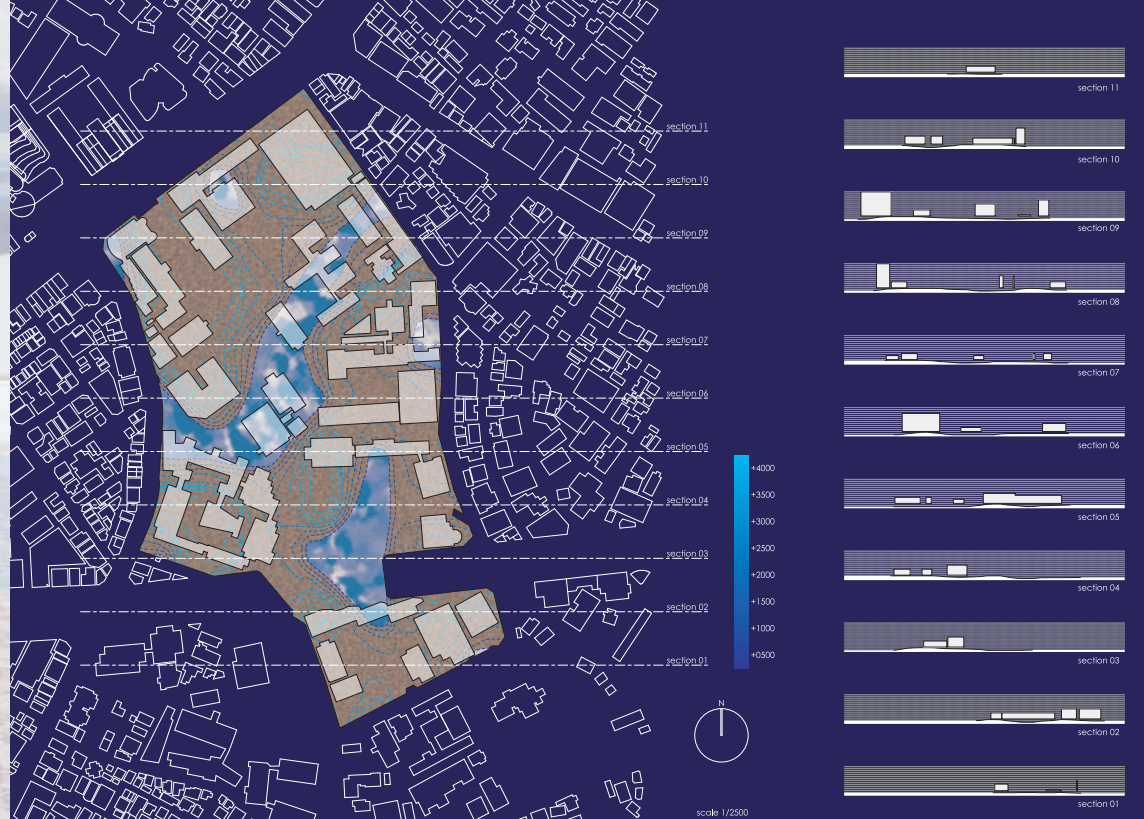 section 11
section 10
section 09
section 08
section 07
section 06
section 05
section 04
section 03
section 02
section 01
+4000
+3500
+3000
+2500
+2000
+1500
+1000
+0500
N
scale 1/2500
section 11
section 10
section 09
section 08
section 07
section 06
section 05
section 04
section 03
section 02
section 01